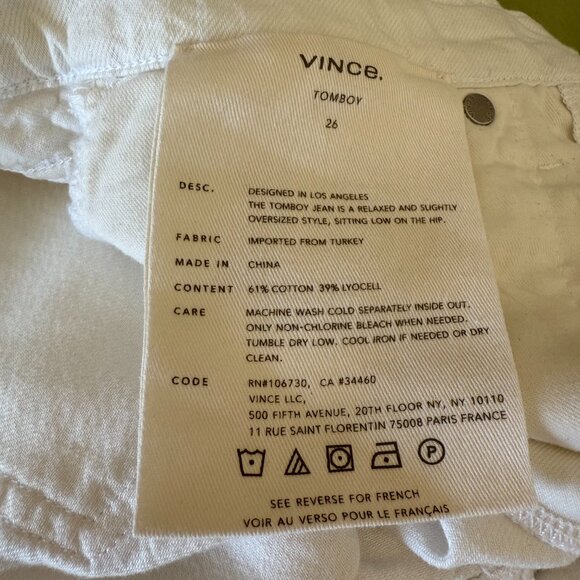 VINCE.
TOMBOY
26
DESC. DESIGNED IN LOS ANGELES
THE TOMBOY JEAN IS A RELAXED AND SLIGHTLY
OVERSIZED STYLE, SITTING LOW ON THE HIP.
FABRIC IMPORTED FROM TURKEY
MADE IN CHINA
CONTENT 61% COTTON 39% LYOCELL
CARE MACHINE WASH COLD SEPARATELY INSIDE OUT.
ONLY NON-CHLORINE BLEACH WHEN NEEDED.
TUMBLE DRY LOW. COOL IRON IF NEEDED OR DRY
CLEAN.
CODE RN#106730, CA #34460
VINCE LLC,
500 FIFTH AVENUE, 20TH FLOOR NY, NY 10110
11 RUE SAINT FLORENTIN 75008 PARIS FRANCE
P
SEE REVERSE FOR FRENCH
VOIR AU VERSO POUR LE FRANÇAIS